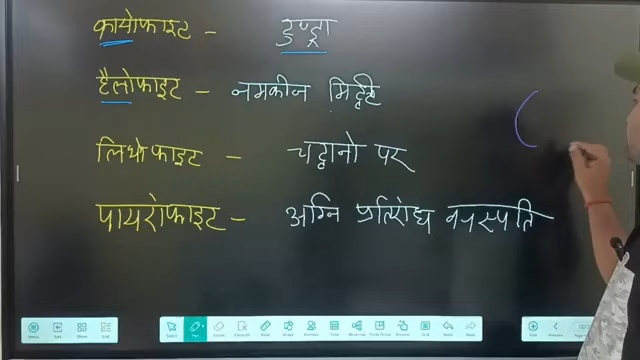 क्रायोफाइट - टुण्ड्रा
हैलोफाइट - नमकीन मिट्टी
लिथोफाइट - चट्टानो पर
पायरोफाइट - अग्नि प्रतिरोध वनस्पति